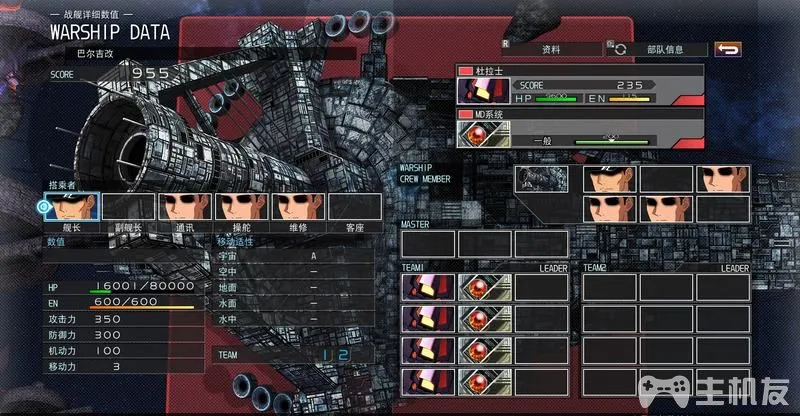 战舰详细数值
WARSHIP DATA
巴尔吉改
SCORE 955
R 资料
部队信息
杜拉士
SCORE 235
HP 9600 EN 115
MD系统
一般 200
搭乘者
舰长 副舰长 通讯 操舵 维修 客座
数值
HP 16001/80000
EN 600/600
攻击力 350
防御力 300
机动力 100
移动力 3
移动适性
宇宙 A
空中 —
地面 —
水面 —
水中 —
TEAM 12
WARSHIP
CREW MEMBER
MASTER
TEAM1 LEADER
TEAM2 LEADER
主机友